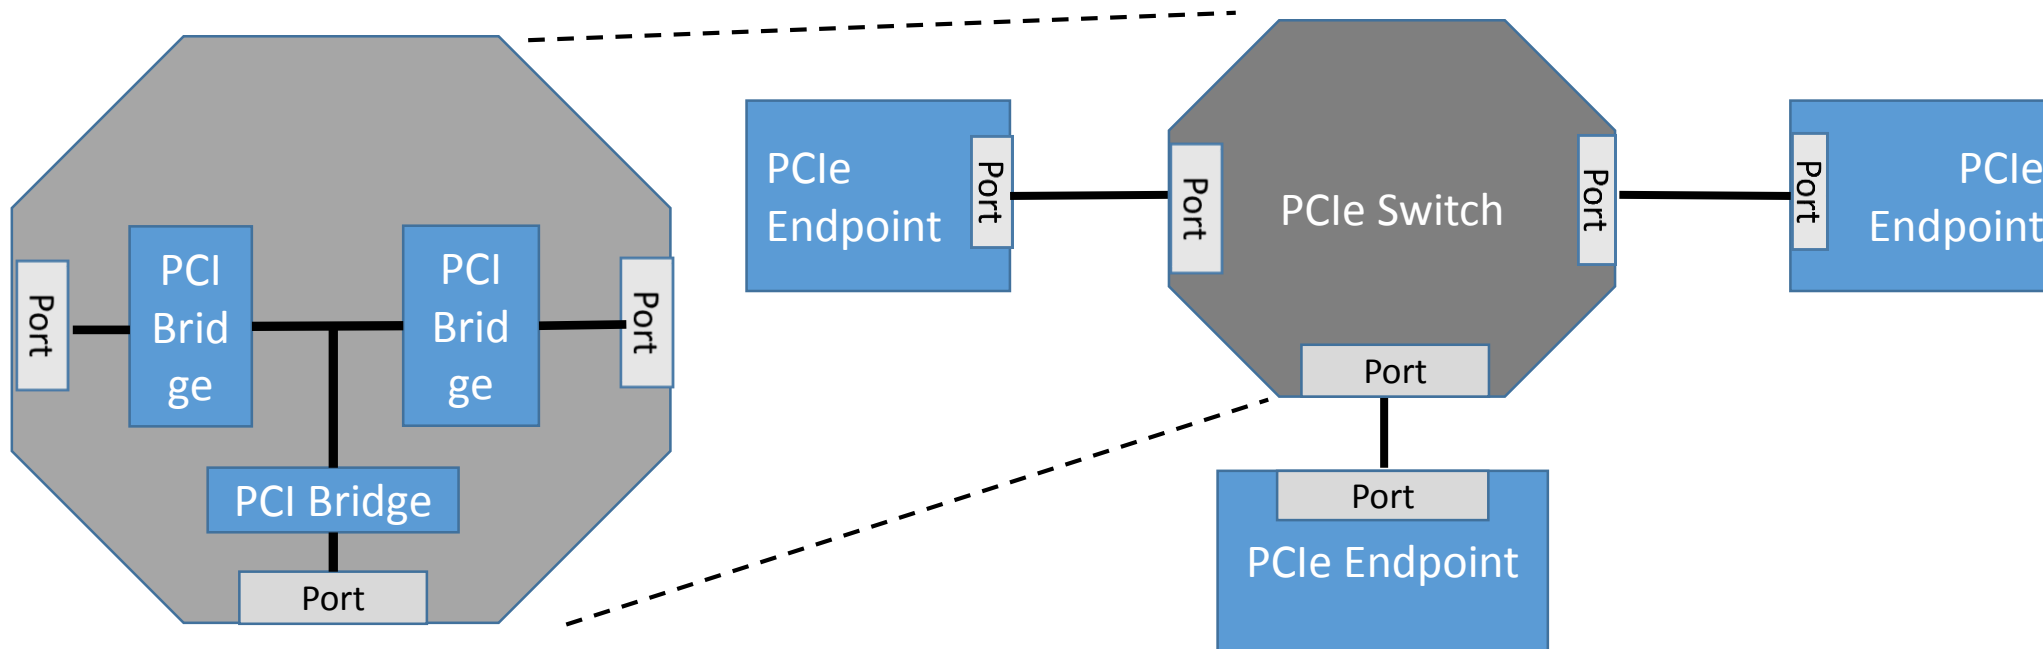 Port
PCI
Brid
ge
PCI
Brid
ge
Port
PCI Bridge
Port
PCIe
Endpoint
Port
Port
PCIe Switch
Port
Port
PCIe
Endpoint
Port
Port
PCIe Endpoint